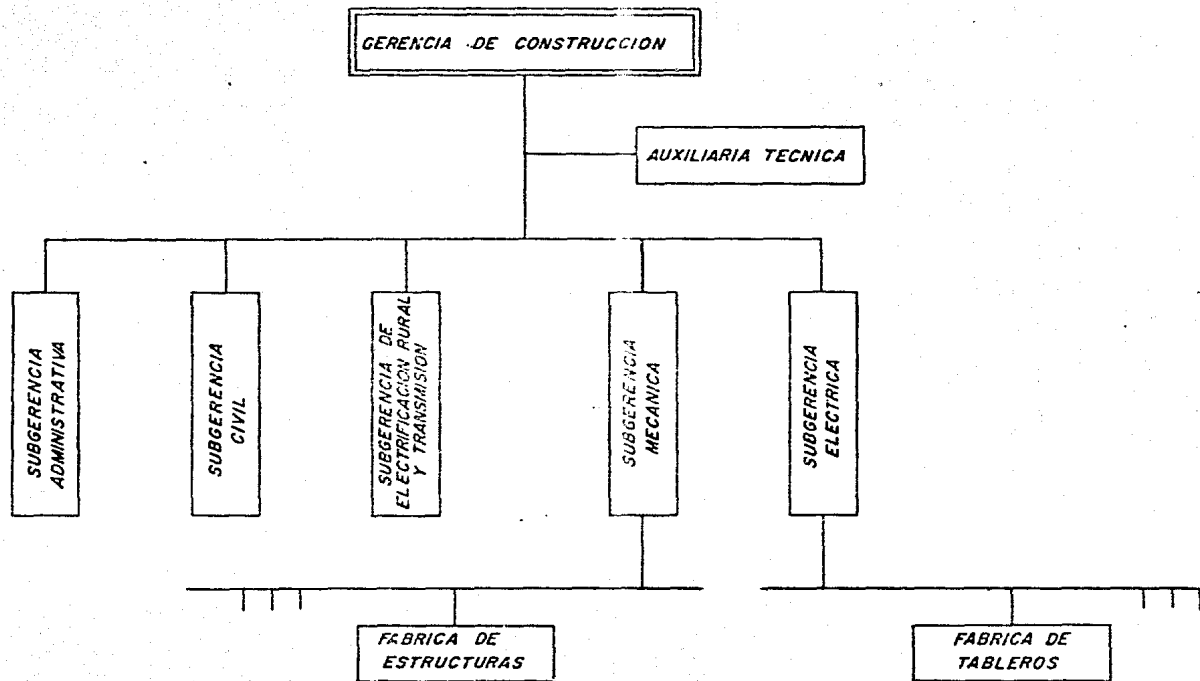 GERENCIA DE CONSTRUCCION
AUXILIARIA TECNICA
SUBGERENCIA
ADMINISTRATIVA
SUBGERENCIA
CIVIL
SUBGERENCIA DE
ELECTRIFICACION RURAL
Y TRANSMISION
SUBGERENCIA
MECANICA
SUBGERENCIA
ELECTRICA
FABRICA DE
ESTRUCTURAS
FABRICA DE
TABLEROS